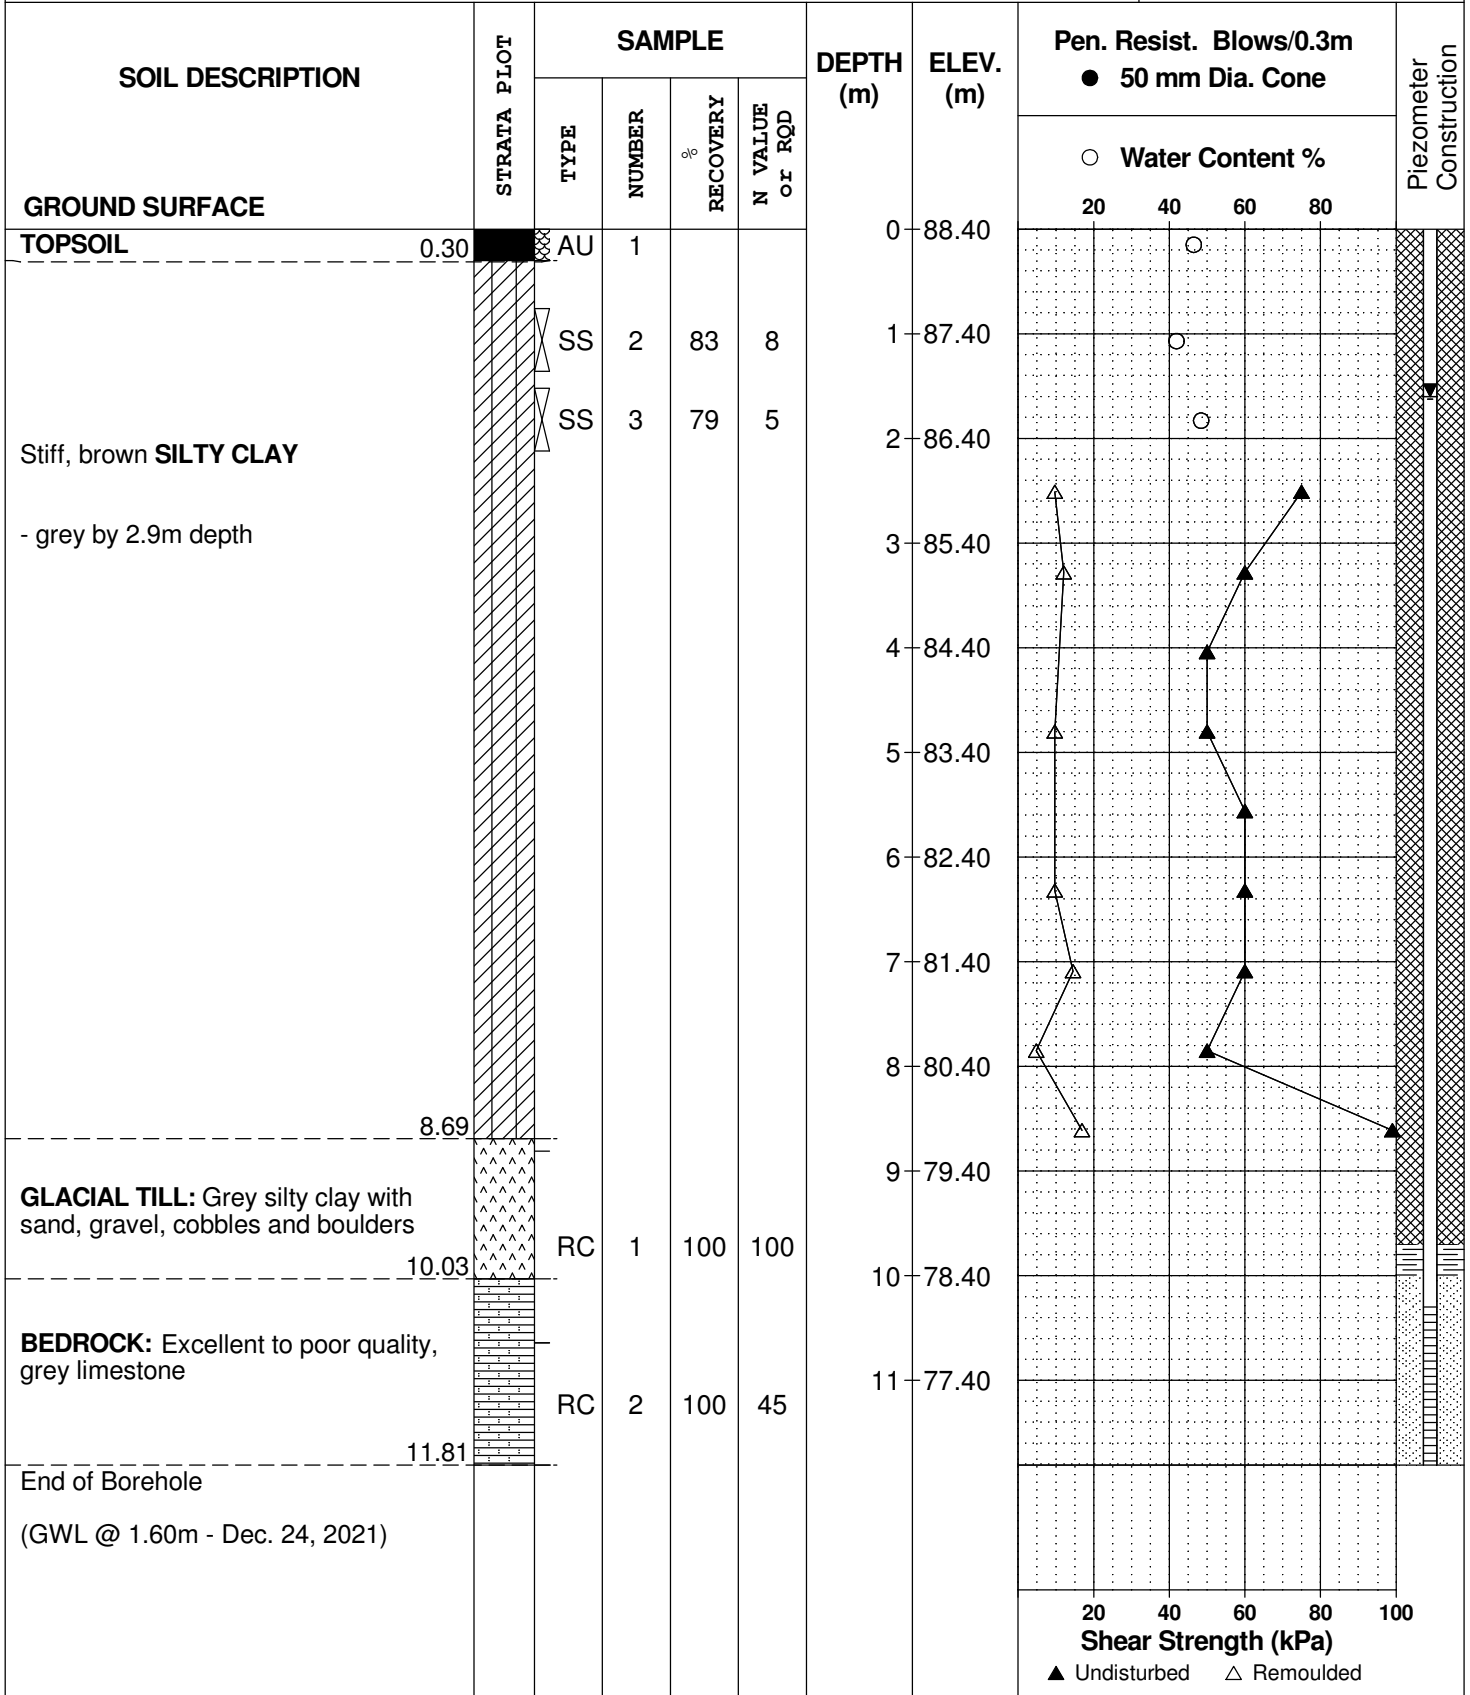 SOIL DESCRIPTION
GROUND SURFACE
STRATA PLOT
SAMPLE
TYPE
NUMBER
% RECOVERY
N VALUE or RQD
DEPTH (m)
ELEV. (m)
Pen. Resist. Blows/0.3m
● 50 mm Dia. Cone
○ Water Content %
20 40 60 80
Piezometer Construction
TOPSOIL 0.30 AU 1
0 88.40
SS 2 83 8
1 87.40
SS 3 79 5
2 86.40
Stiff, brown SILTY CLAY
- grey by 2.9m depth
3 85.40
4 84.40
5 83.40
6 82.40
7 81.40
8 80.40
8.69
9 79.40
GLACIAL TILL: Grey silty clay with
sand, gravel, cobbles and boulders
RC 1 100 100
10.03
10 78.40
BEDROCK: Excellent to poor quality,
grey limestone
11 77.40
RC 2 100 45
11.81
End of Borehole
(GWL @ 1.60m - Dec. 24, 2021)
20 40 60 80 100
Shear Strength (kPa)
▲ Undisturbed △ Remoulded